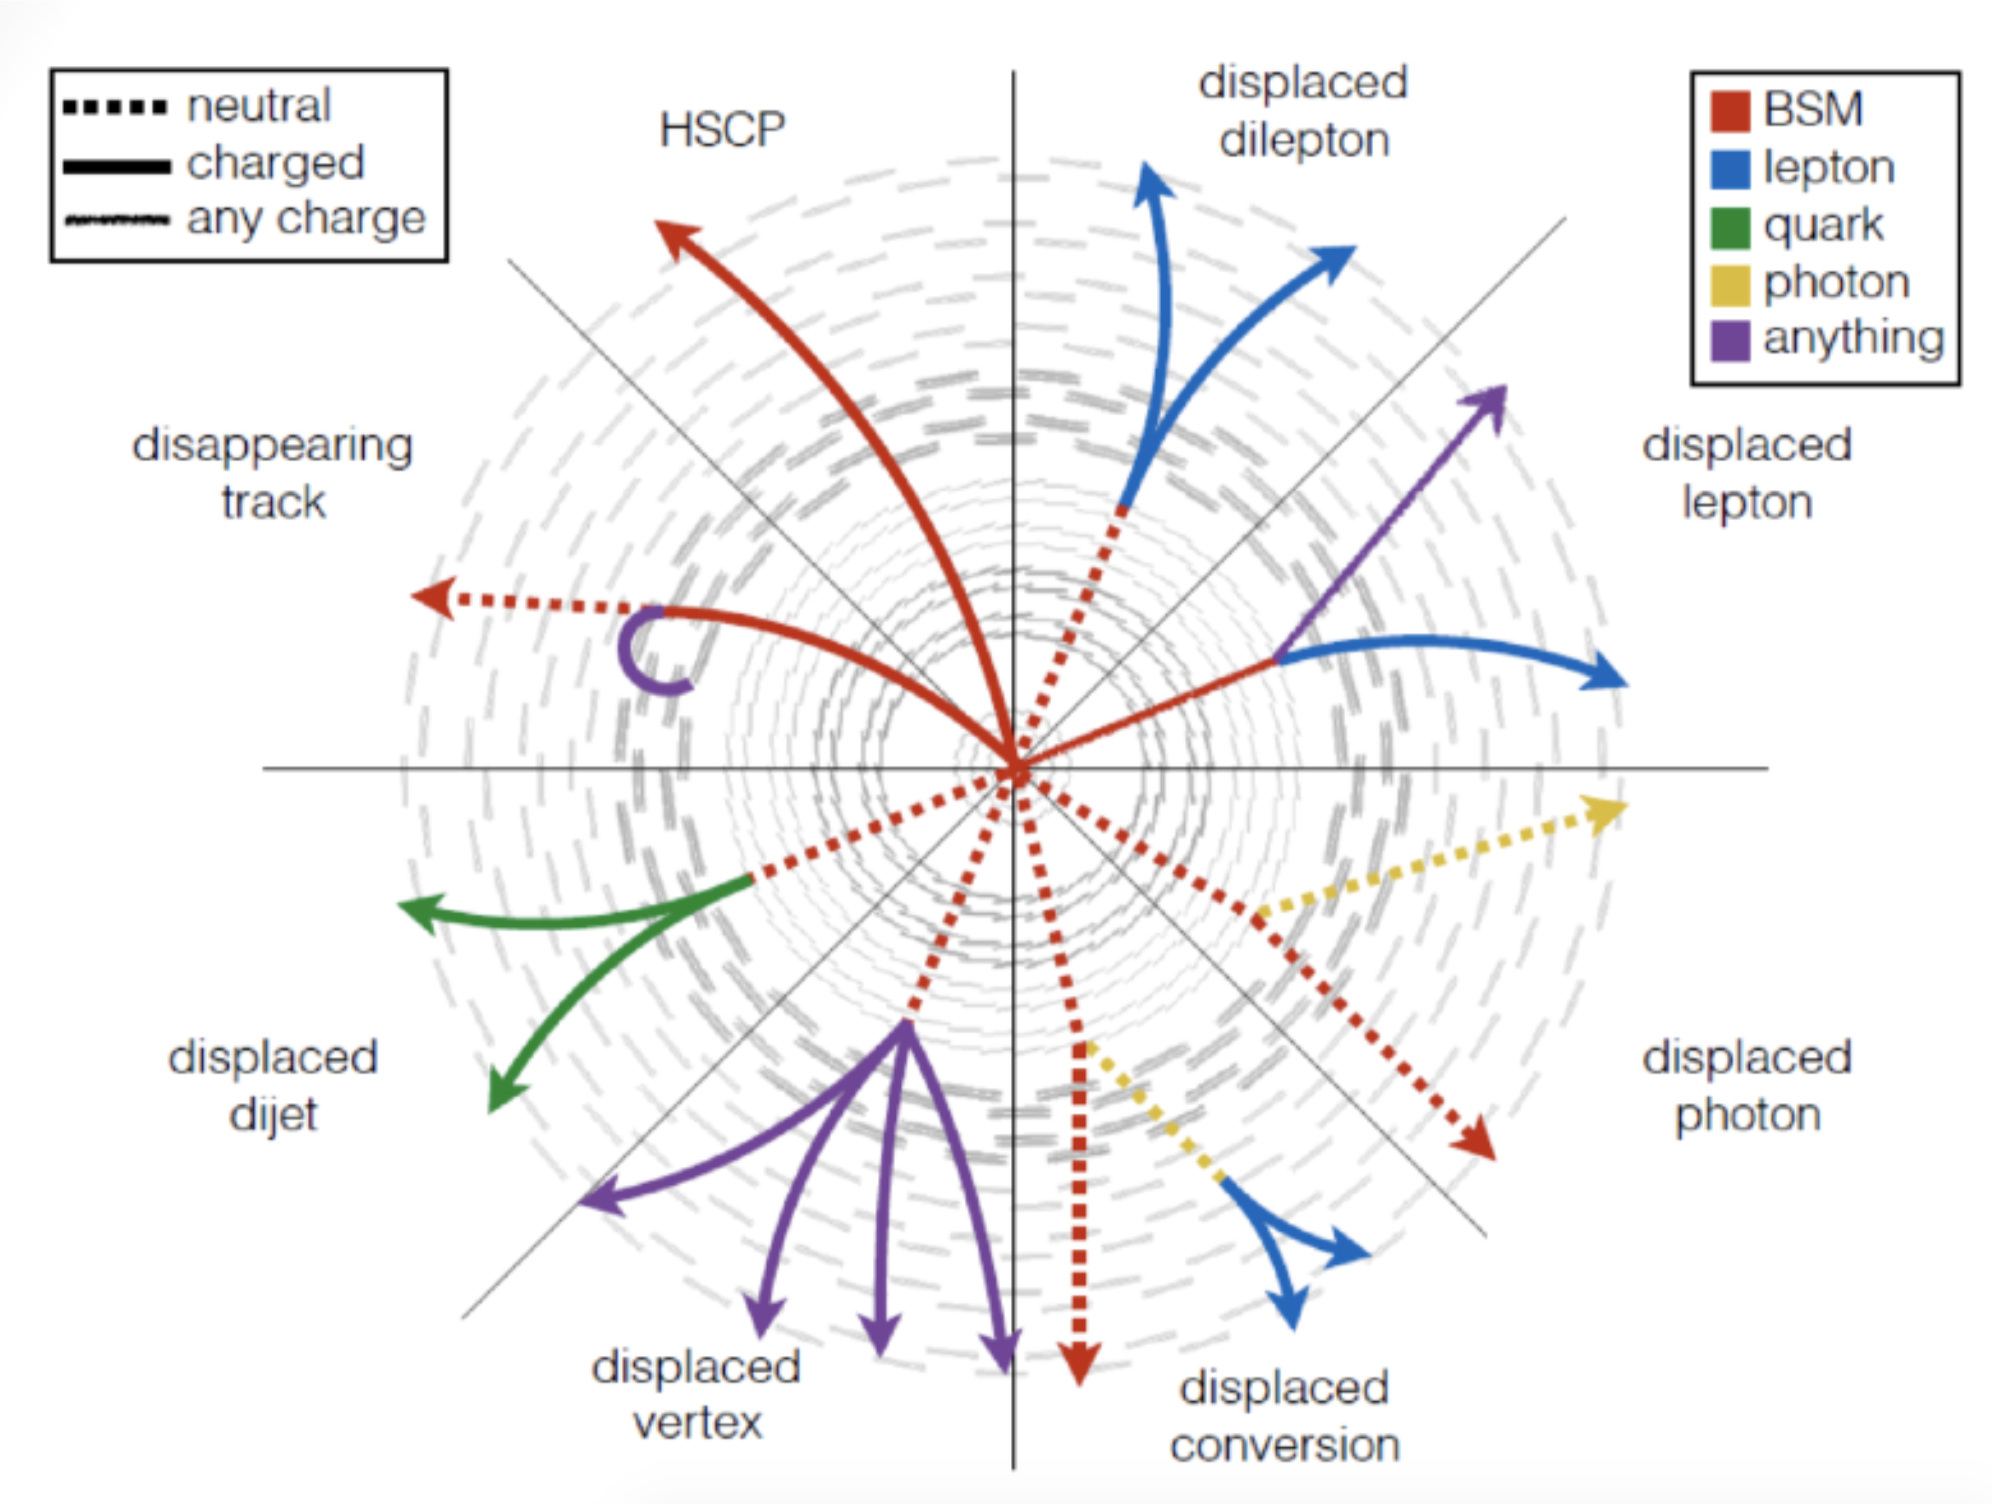 neutral
charged
any charge
HSCP
displaced
dilepton
BSM
lepton
quark
photon
anything
disappearing
track
displaced
lepton
displaced
dijet
displaced
photon
displaced
vertex
displaced
conversion